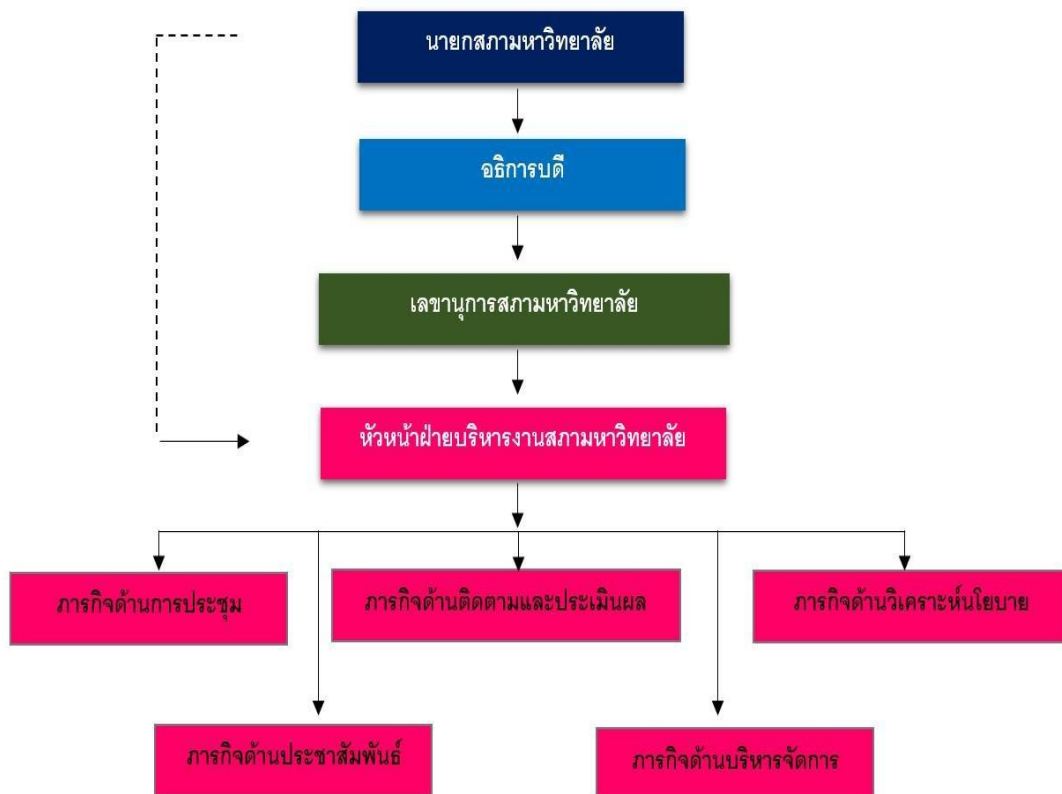 นายกสภามหาวิทยาลัย
อธิการบดี
เลขานุการสภามหาวิทยาลัย
หัวหน้าฝ่ายบริหารงานสภามหาวิทยาลัย
ภารกิจด้านการประชุม
ภารกิจด้านติดตามและประเมินผล
ภารกิจด้านวิเคราะห์นโยบาย
ภารกิจด้านประชาสัมพันธ์
ภารกิจด้านบริหารจัดการ